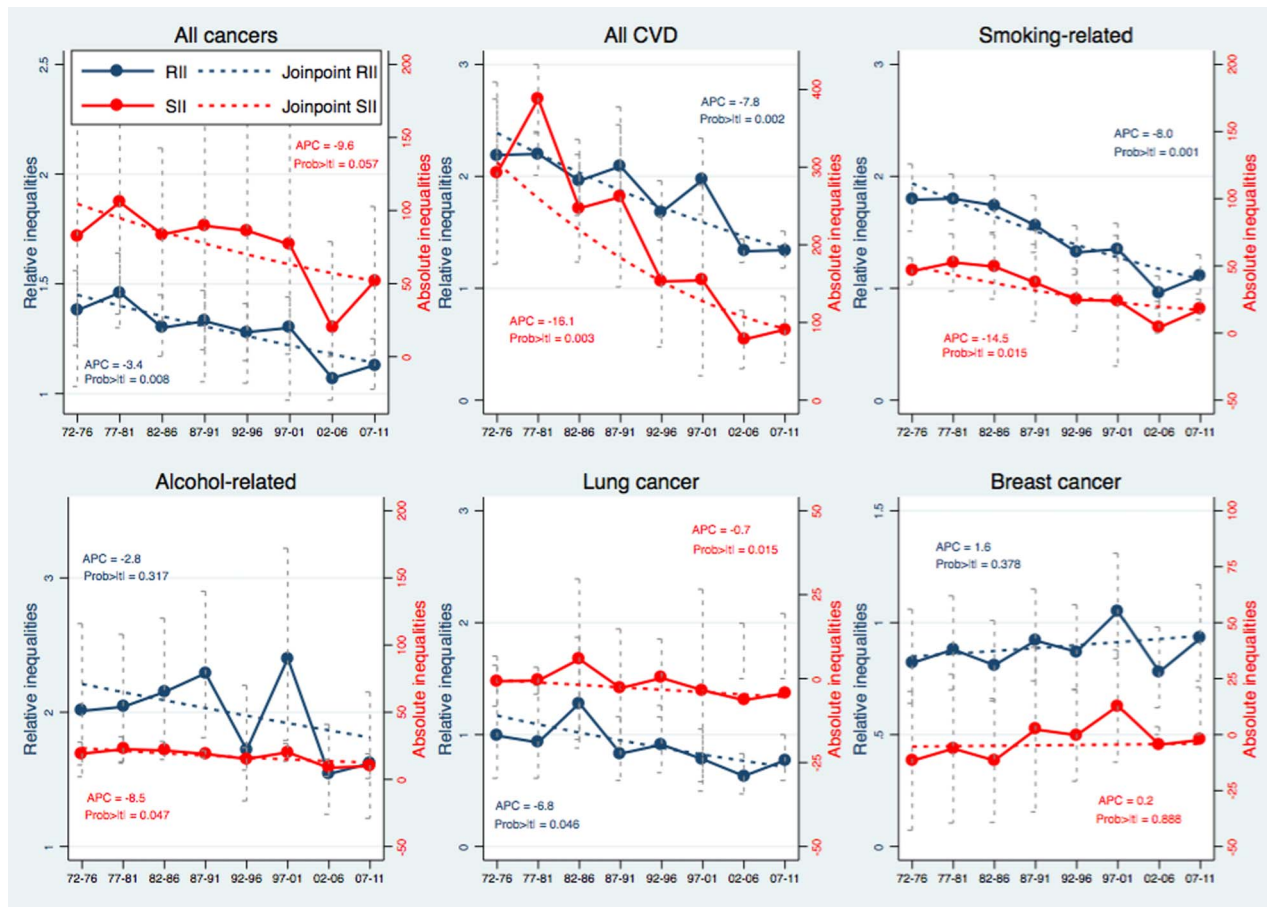 All cancers
RII
Joinpoint RII
SII
Joinpoint SII
APC = -9.6
Prob>ltl = 0.057
APC = -3.4
Prob>ltl = 0.008
Relative inequalities
Absolute inequalities
2.5
2
1.5
1
200
150
100
50
0
72-76 77-81 82-86 87-91 92-96 97-01 02-06 07-11
All CVD
APC = -7.8
Prob>ltl = 0.002
APC = -16.1
Prob>ltl = 0.003
Relative inequalities
Absolute inequalities
3
2
1
0
400
300
200
100
0
72-76 77-81 82-86 87-91 92-96 97-01 02-06 07-11
Smoking-related
APC = -8.0
Prob>ltl = 0.001
APC = -14.5
Prob>ltl = 0.015
Relative inequalities
Absolute inequalities
3
2
1
0
200
150
100
50
0
-50
72-76 77-81 82-86 87-91 92-96 97-01 02-06 07-11
Alcohol-related
APC = -2.8
Prob>ltl = 0.317
APC = -8.5
Prob>ltl = 0.047
Relative inequalities
Absolute inequalities
3
2
1
200
150
100
50
0
-50
72-76 77-81 82-86 87-91 92-96 97-01 02-06 07-11
Lung cancer
APC = -0.7
Prob>ltl = 0.015
APC = -6.8
Prob>ltl = 0.046
Relative inequalities
Absolute inequalities
3
2
1
0
50
25
0
-25
-50
72-76 77-81 82-86 87-91 92-96 97-01 02-06 07-11
Breast cancer
APC = 1.6
Prob>ltl = 0.378
APC = 0.2
Prob>ltl = 0.888
Relative inequalities
Absolute inequalities
1.5
1
.5
0
100
75
50
25
0
-25
-50
72-76 77-81 82-86 87-91 92-96 97-01 02-06 07-11